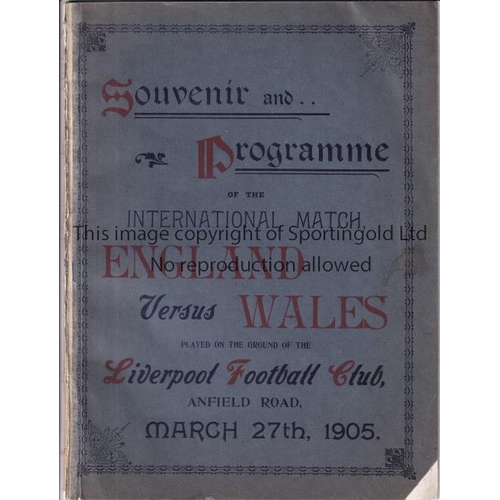 Souvenir and..
Programme
OF THE
INTERNATIONAL MATCH,
This image copyright of Sportingold Ltd
ENGLAND
No reproduction allowed
Versus WALES
PLAYED ON THE GROUND OF THE
Liverpool Football Club,
ANFIELD ROAD,
MARCH 27th, 1905.